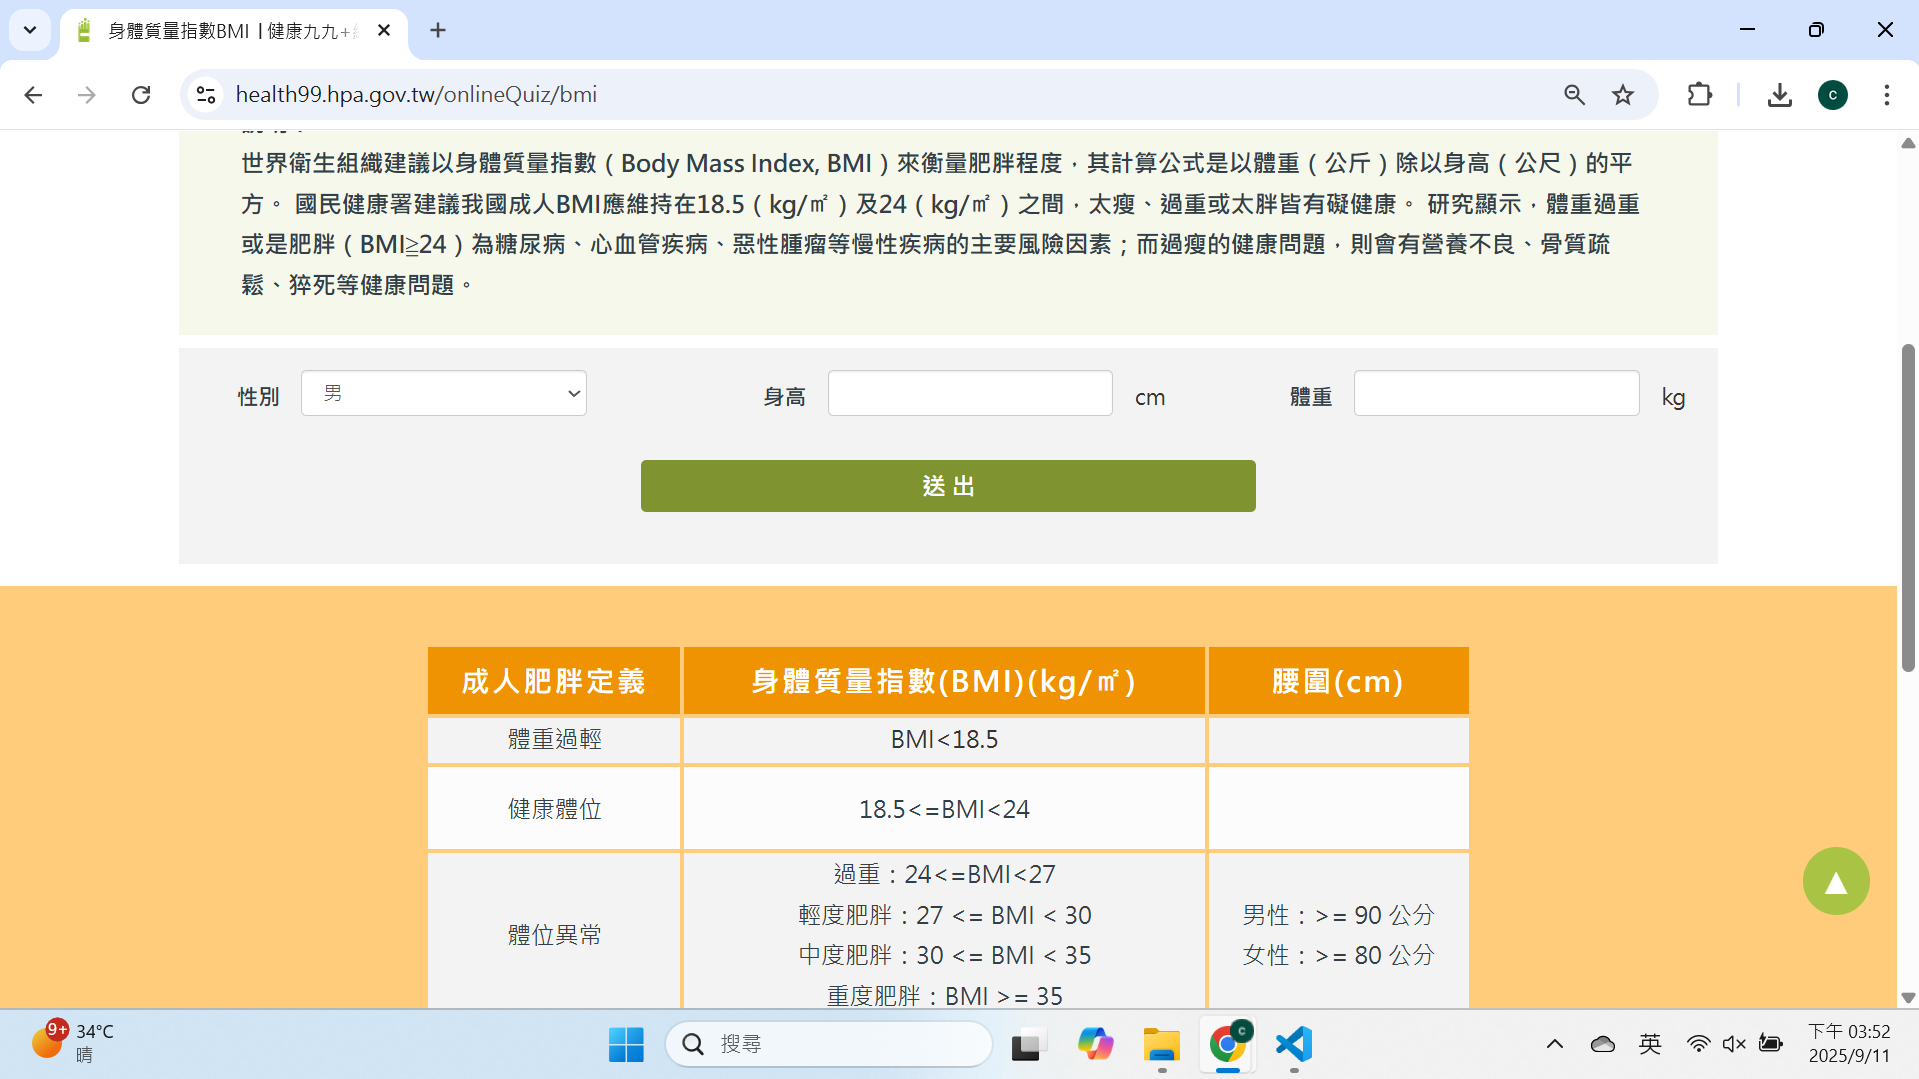 身體質量指數BMI | 健康九九+
health99.hpa.gov.tw/onlineQuiz/bmi
c
世界衛生組織建議以身體質量指數（Body Mass Index, BMI）來衡量肥胖程度，其計算公式是以體重（公斤）除以身高（公尺）的平
方。 國民健康署建議我國成人BMI應維持在18.5（kg/㎡）及24（kg/㎡）之間，太瘦、過重或太胖皆有礙健康。 研究顯示，體重過重
或是肥胖（BMI≧24）為糖尿病、心血管疾病、惡性腫瘤等慢性疾病的主要風險因素；而過瘦的健康問題，則會有營養不良、骨質疏
鬆、猝死等健康問題。
性別 男 身高 cm 體重 kg
送 出
成人肥胖定義 身體質量指數(BMI)(kg/㎡) 腰圍(cm)
體重過輕 BMI<18.5
健康體位 18.5<=BMI<24
體位異常
過重：24<=BMI<27
輕度肥胖：27 <= BMI < 30
中度肥胖：30 <= BMI < 35
重度肥胖：BMI >= 35
男性：>= 90 公分
女性：>= 80 公分
9+
34°C
晴
搜尋
c
英
下午 03:52
2025/9/11